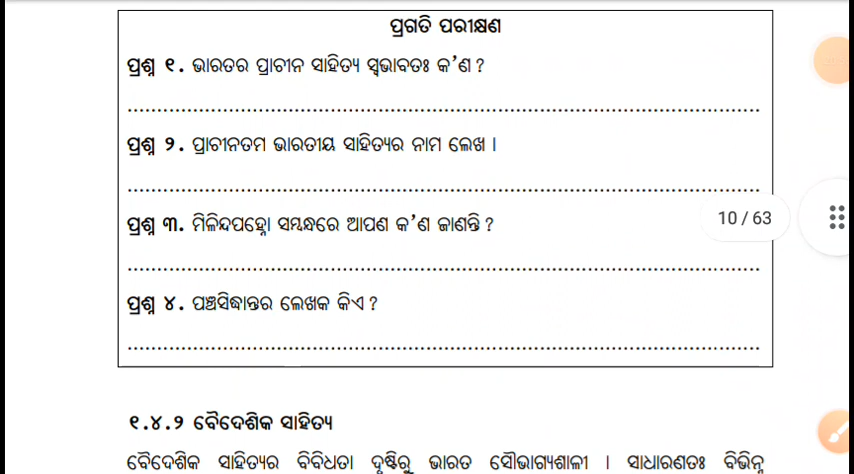 ପ୍ରଗତି ପରୀକ୍ଷଣ
ପ୍ରଶ୍ନ ୧. ଭାରତର ପ୍ରାଚୀନ ସାହିତ୍ୟ ସ୍ୱଭାବତଃ କ'ଣ ?
ପ୍ରଶ୍ନ ୨. ପ୍ରାଚୀନତମ ଭାରତୀୟ ସାହିତ୍ୟର ନାମ ଲେଖ ।
ପ୍ରଶ୍ନ ୩. ମିଳିନ୍ଦପହ୍ନୋ ସମ୍ବନ୍ଧରେ ଆପଣ କ'ଣ ଜାଣନ୍ତି ?
10 / 63
ପ୍ରଶ୍ନ ୪. ପଞ୍ଚସିଦ୍ଧାନ୍ତର ଲେଖକ କିଏ ?
୧.୪.୨ ବୈଦେଶିକ ସାହିତ୍ୟ
ବୈଦେଶିକ ସାହିତ୍ୟର ବିବିଧତା ଦୃଷ୍ଟିରୁ ଭାରତ ସୌଭାଗ୍ୟଶାଳୀ । ସାଧାରଣତଃ ବିଭିନ୍ନ